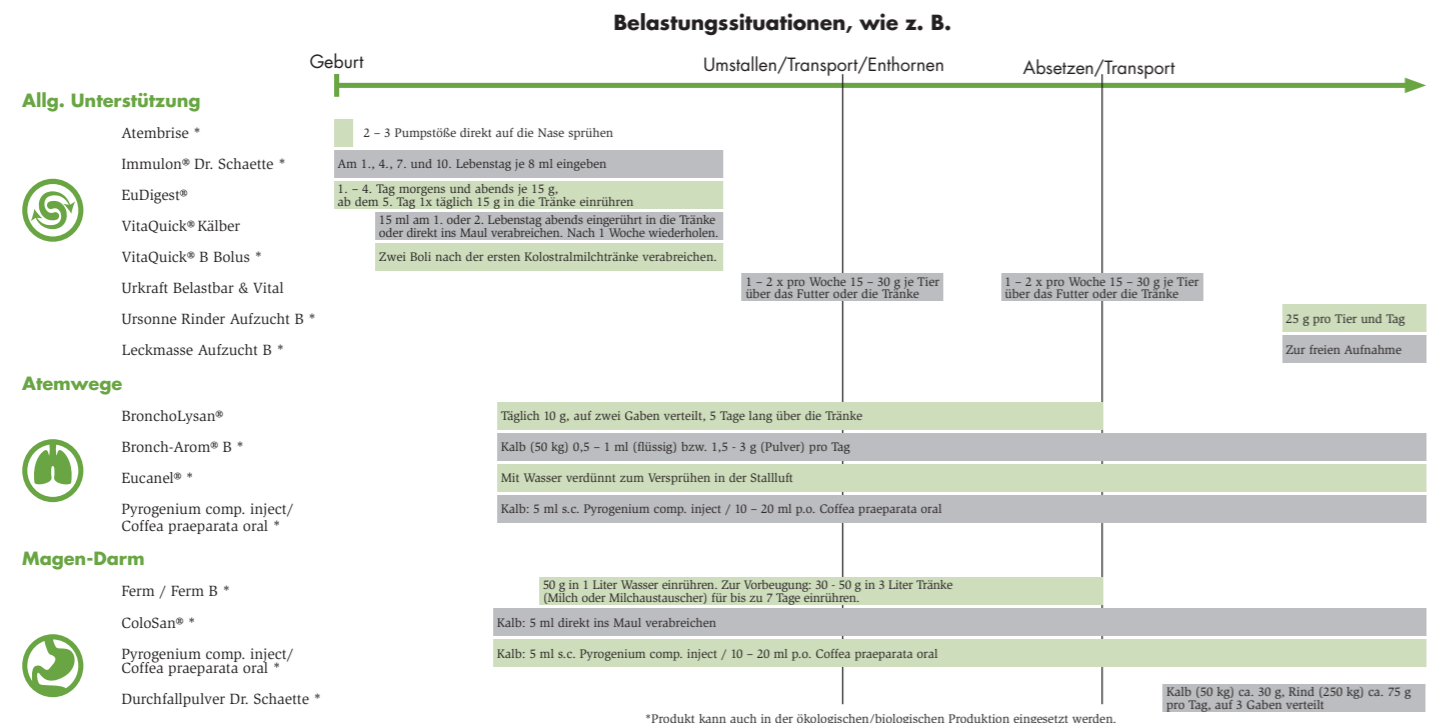 Belastungssituationen, wie z. B.
Geburt
Umstallen/Transport/Enthornen
Absetzen/Transport
Allg. Unterstützung
Atembrise *
2 – 3 Pumpstöße direkt auf die Nase sprühen
Immulon® Dr. Schaette *
Am 1., 4., 7. und 10. Lebenstag je 8 ml eingeben
EuDigest®
1. – 4. Tag morgens und abends je 15 g,
ab dem 5. Tag 1x täglich 15 g in die Tränke einrühren
VitaQuick® Kälber
15 ml am 1. oder 2. Lebenstag abends eingerührt in die Tränke
oder direkt ins Maul verabreichen. Nach 1 Woche wiederholen.
VitaQuick® B Bolus *
Zwei Boli nach der ersten Kolostralmilchtränke verabreichen.
Urkraft Belastbar & Vital
1 – 2 x pro Woche 15 – 30 g je Tier
über das Futter oder die Tränke
1 – 2 x pro Woche 15 – 30 g je Tier
über das Futter oder die Tränke
Ursonne Rinder Aufzucht B *
25 g pro Tier und Tag
Leckmasse Aufzucht B *
Zur freien Aufnahme
Atemwege
BronchoLysan®
Täglich 10 g, auf zwei Gaben verteilt, 5 Tage lang über die Tränke
Bronch-Arom® B *
Kalb (50 kg) 0,5 – 1 ml (flüssig) bzw. 1,5 - 3 g (Pulver) pro Tag
Eucanel® *
Mit Wasser verdünnt zum Versprühen in der Stallluft
Pyrogenium comp. inject/
Coffea praeparata oral *
Kalb: 5 ml s.c. Pyrogenium comp. inject / 10 – 20 ml p.o. Coffea praeparata oral
Magen-Darm
Ferm / Ferm B *
50 g in 1 Liter Wasser einrühren. Zur Vorbeugung: 30 - 50 g in 3 Liter Tränke
(Milch oder Milchaustauscher) für bis zu 7 Tage einrühren.
ColoSan® *
Kalb: 5 ml direkt ins Maul verabreichen
Pyrogenium comp. inject/
Coffea praeparata oral *
Kalb: 5 ml s.c. Pyrogenium comp. inject / 10 – 20 ml p.o. Coffea praeparata oral
Durchfallpulver Dr. Schaette *
Kalb (50 kg) ca. 30 g, Rind (250 kg) ca. 75 g
pro Tag, auf 3 Gaben verteilt
*Produkt kann auch in der ökologischen/biologischen Produktion eingesetzt werden.